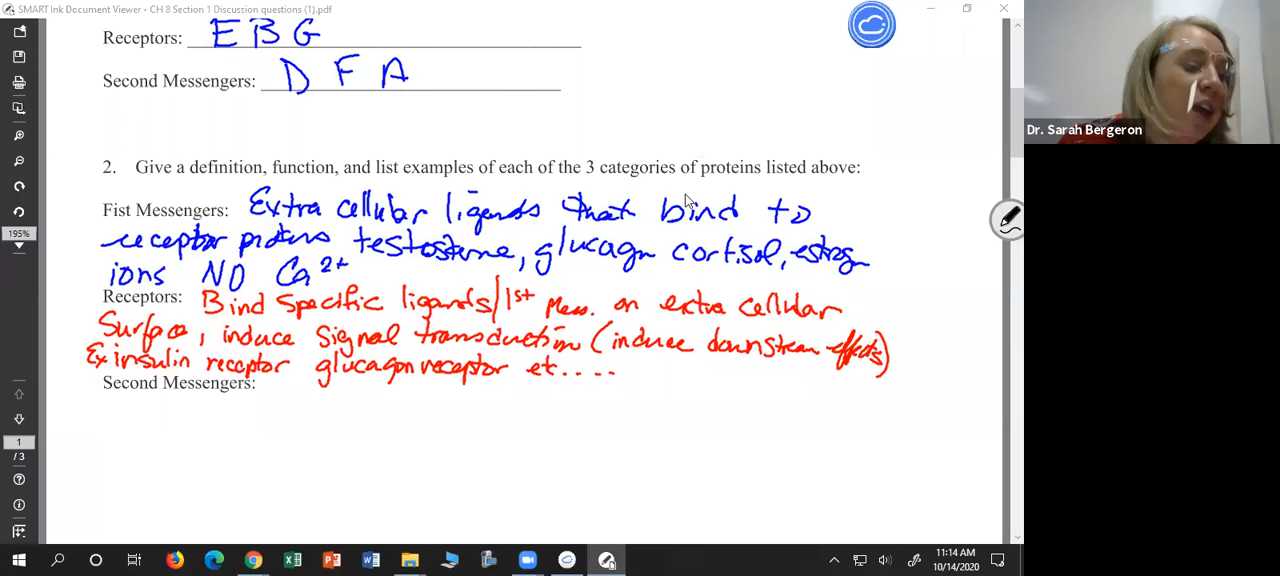 SMART Ink Document Viewer - CH 8 Section 1 Discussion questions (1).pdf
Receptors: E B G
Second Messengers: D F A
Dr. Sarah Bergeron
2. Give a definition, function, and list examples of each of the 3 categories of proteins listed above:
Fist Messengers: Extra cellular ligands that bind to
receptor proteins testosterone, glucagon cortisol, estrogen
ions NO Ca2+
Receptors: Bind specific ligands/1st Mess. on extra cellular
Surface, induce signal transduction (induce downstream effects)
Ex insulin receptor glucagon receptor et.....
Second Messengers:
195%
1
/ 3
11:14 AM
10/14/2020